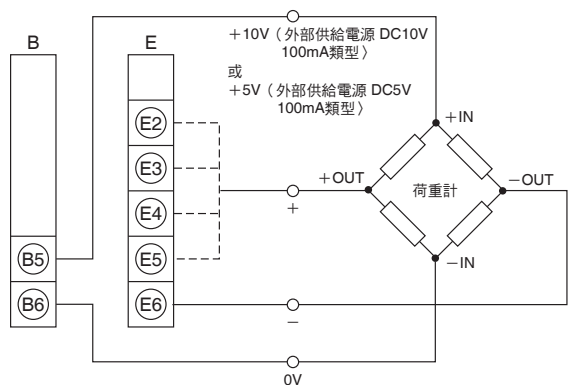 B
E
+10V（外部供給電源 DC10V
100mA類型〉
或
+5V（外部供給電源 DC5V
100mA類型〉
E2
+IN
E3
+OUT
−OUT
荷重計
E4
+
B5
E5
−IN
B6
E6
−
0V